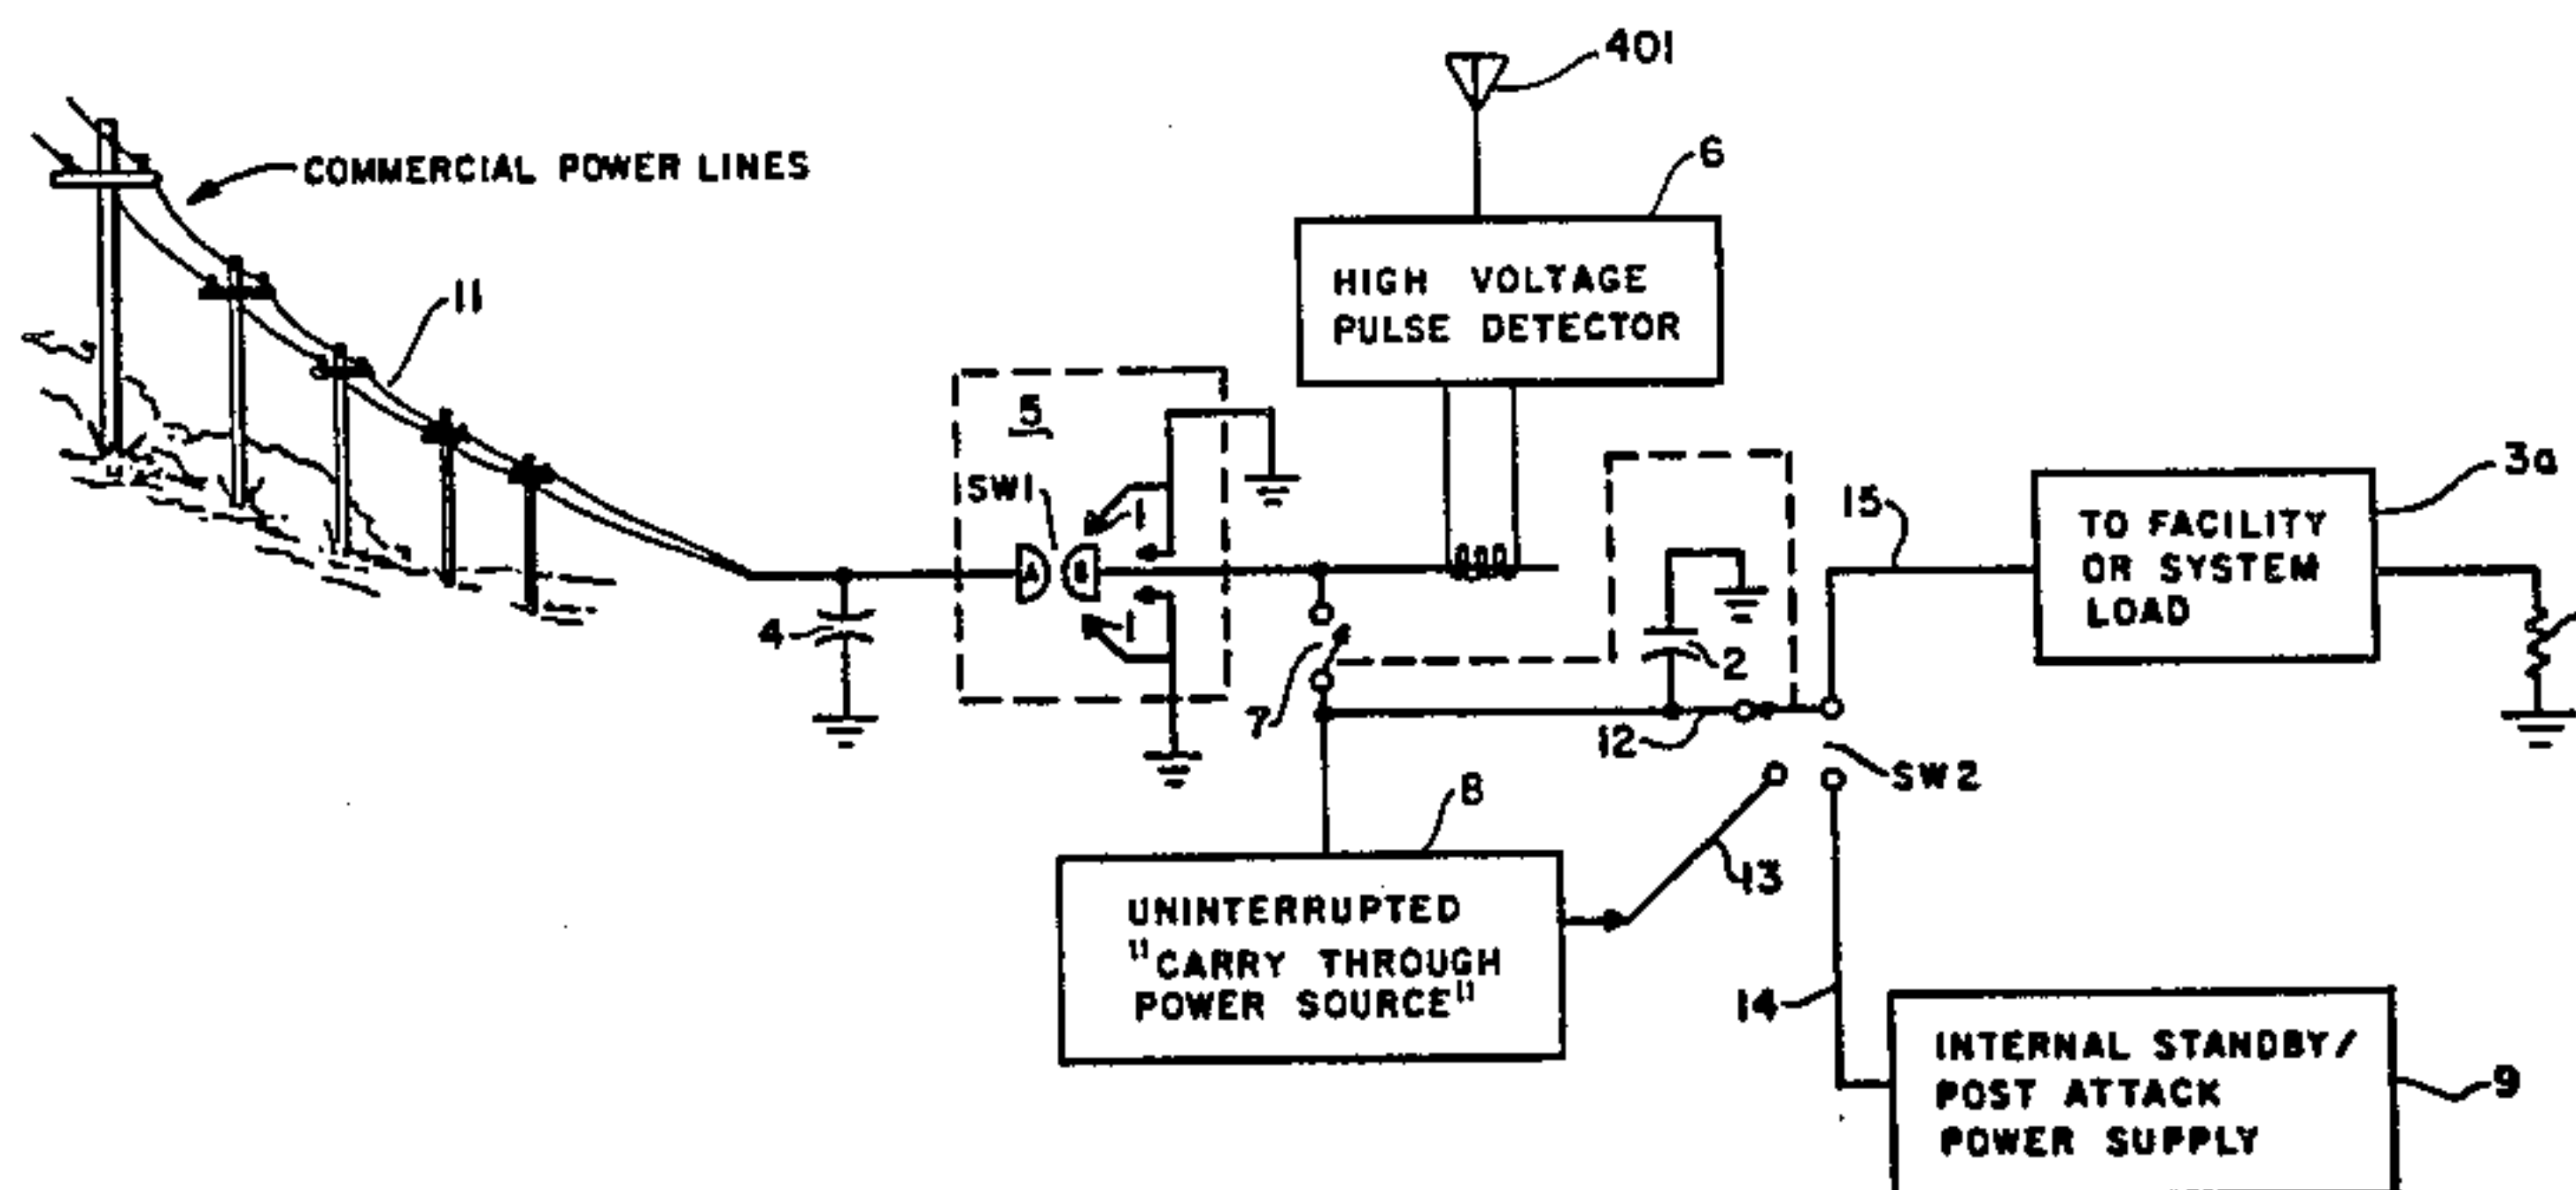 401
COMMERCIAL POWER LINES
6
HIGH VOLTAGE
PULSE DETECTOR
11
5
SW1
A
B
1
1
4
7
2
12
15
3a
TO FACILITY
OR SYSTEM
LOAD
SW2
8
UNINTERRUPTED
"CARRY THROUGH
POWER SOURCE"
13
14
INTERNAL STANDBY/
POST ATTACK
POWER SUPPLY
9